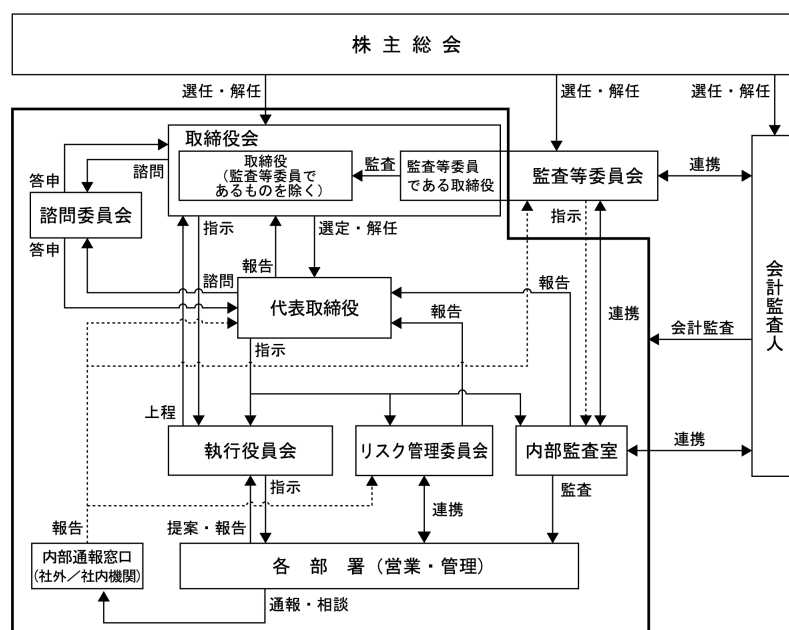 株主総会
選任・解任
選任・解任
選任・解任
取締役会
取締役
(監査等委員で
あるものを除く)
監査
監査等委員
である取締役
監査等委員会
連携
答申
諮問
諮問委員会
答申
指示
選定・解任
指示
報告
諮問
代表取締役
報告
報告
連携
会計監査
会計監査人
指示
上程
執行役員会
リスク管理委員会
内部監査室
連携
指示
連携
監査
報告
提案・報告
内部通報窓口
(社外/社内機関)
各部署(営業・管理)
通報・相談